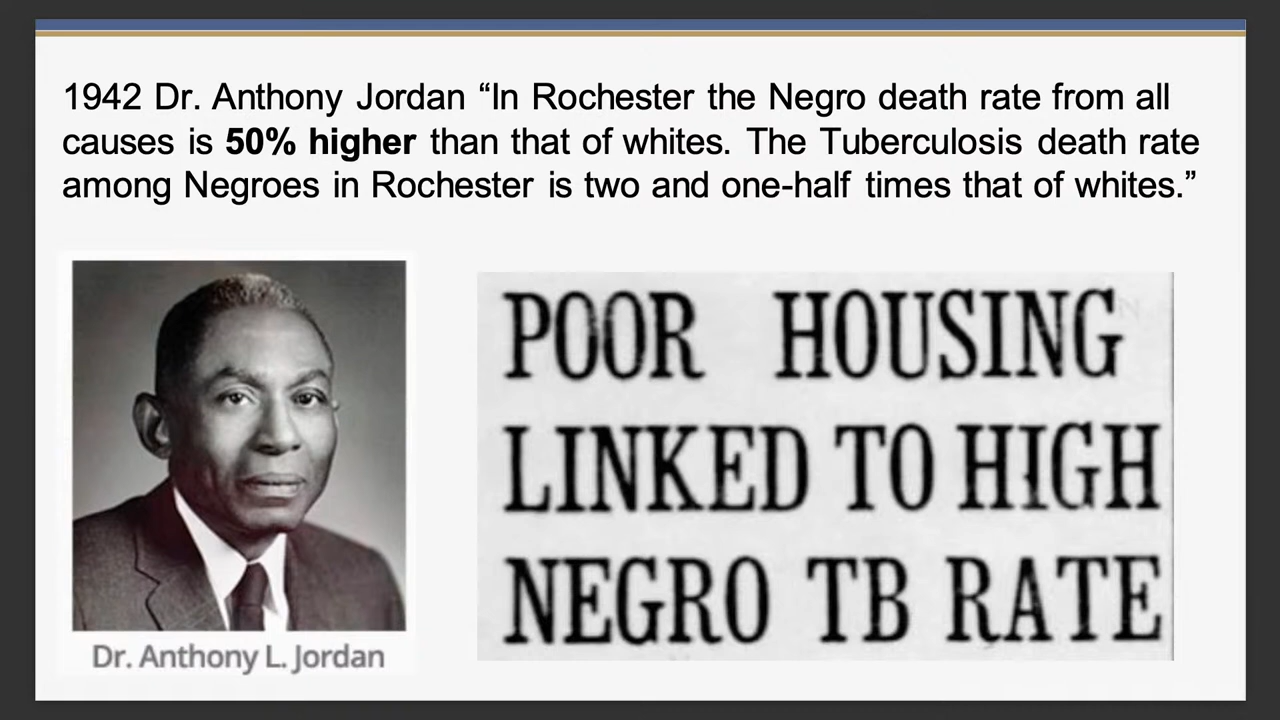 1942 Dr. Anthony Jordan “In Rochester the Negro death rate from all
causes is 50% higher than that of whites. The Tuberculosis death rate
among Negroes in Rochester is two and one-half times that of whites.”
Dr. Anthony L. Jordan
POOR HOUSING
LINKED TO HIGH
NEGRO TB RATE